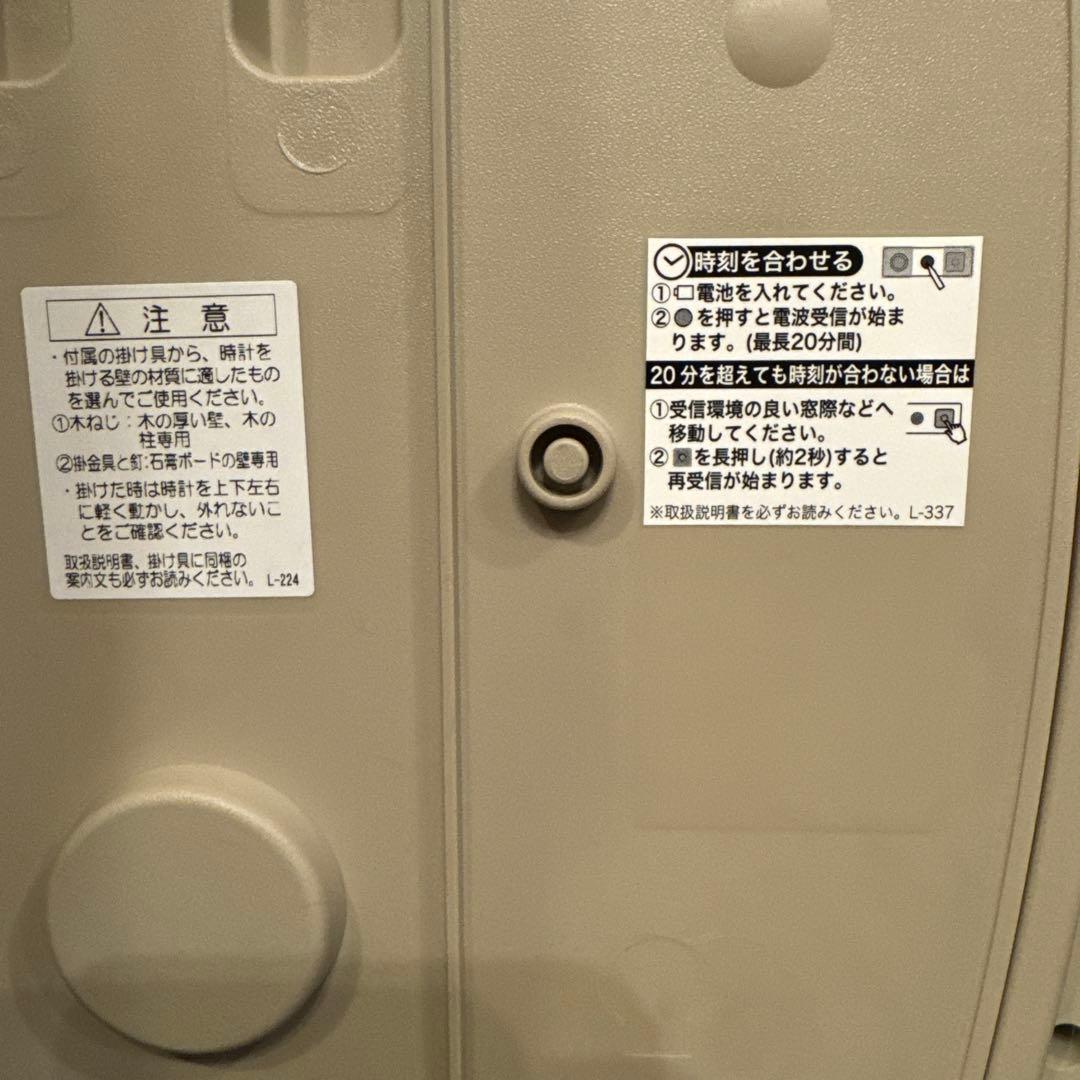 注意
・付属の掛け具から、時計を
掛ける壁の材質に適したもの
を選んでご使用ください。
①木ねじ：木の厚い壁、木の
柱専用
②掛金具と釘：石膏ボードの壁専用
・掛けた時は時計を上下左右
に軽く動かし、外れないこ
とをご確認ください。
取扱説明書、掛け具に同梱の
案内文も必ずお読みください。 L-224
時刻を合わせる
①電池を入れてください。
②●を押すと電波受信が始ま
ります。(最長20分間)
20分を超えても時刻が合わない場合は
①受信環境の良い窓際などへ
移動してください。
②を長押し(約2秒)すると
再受信が始まります。
※取扱説明書を必ずお読みください。L-337